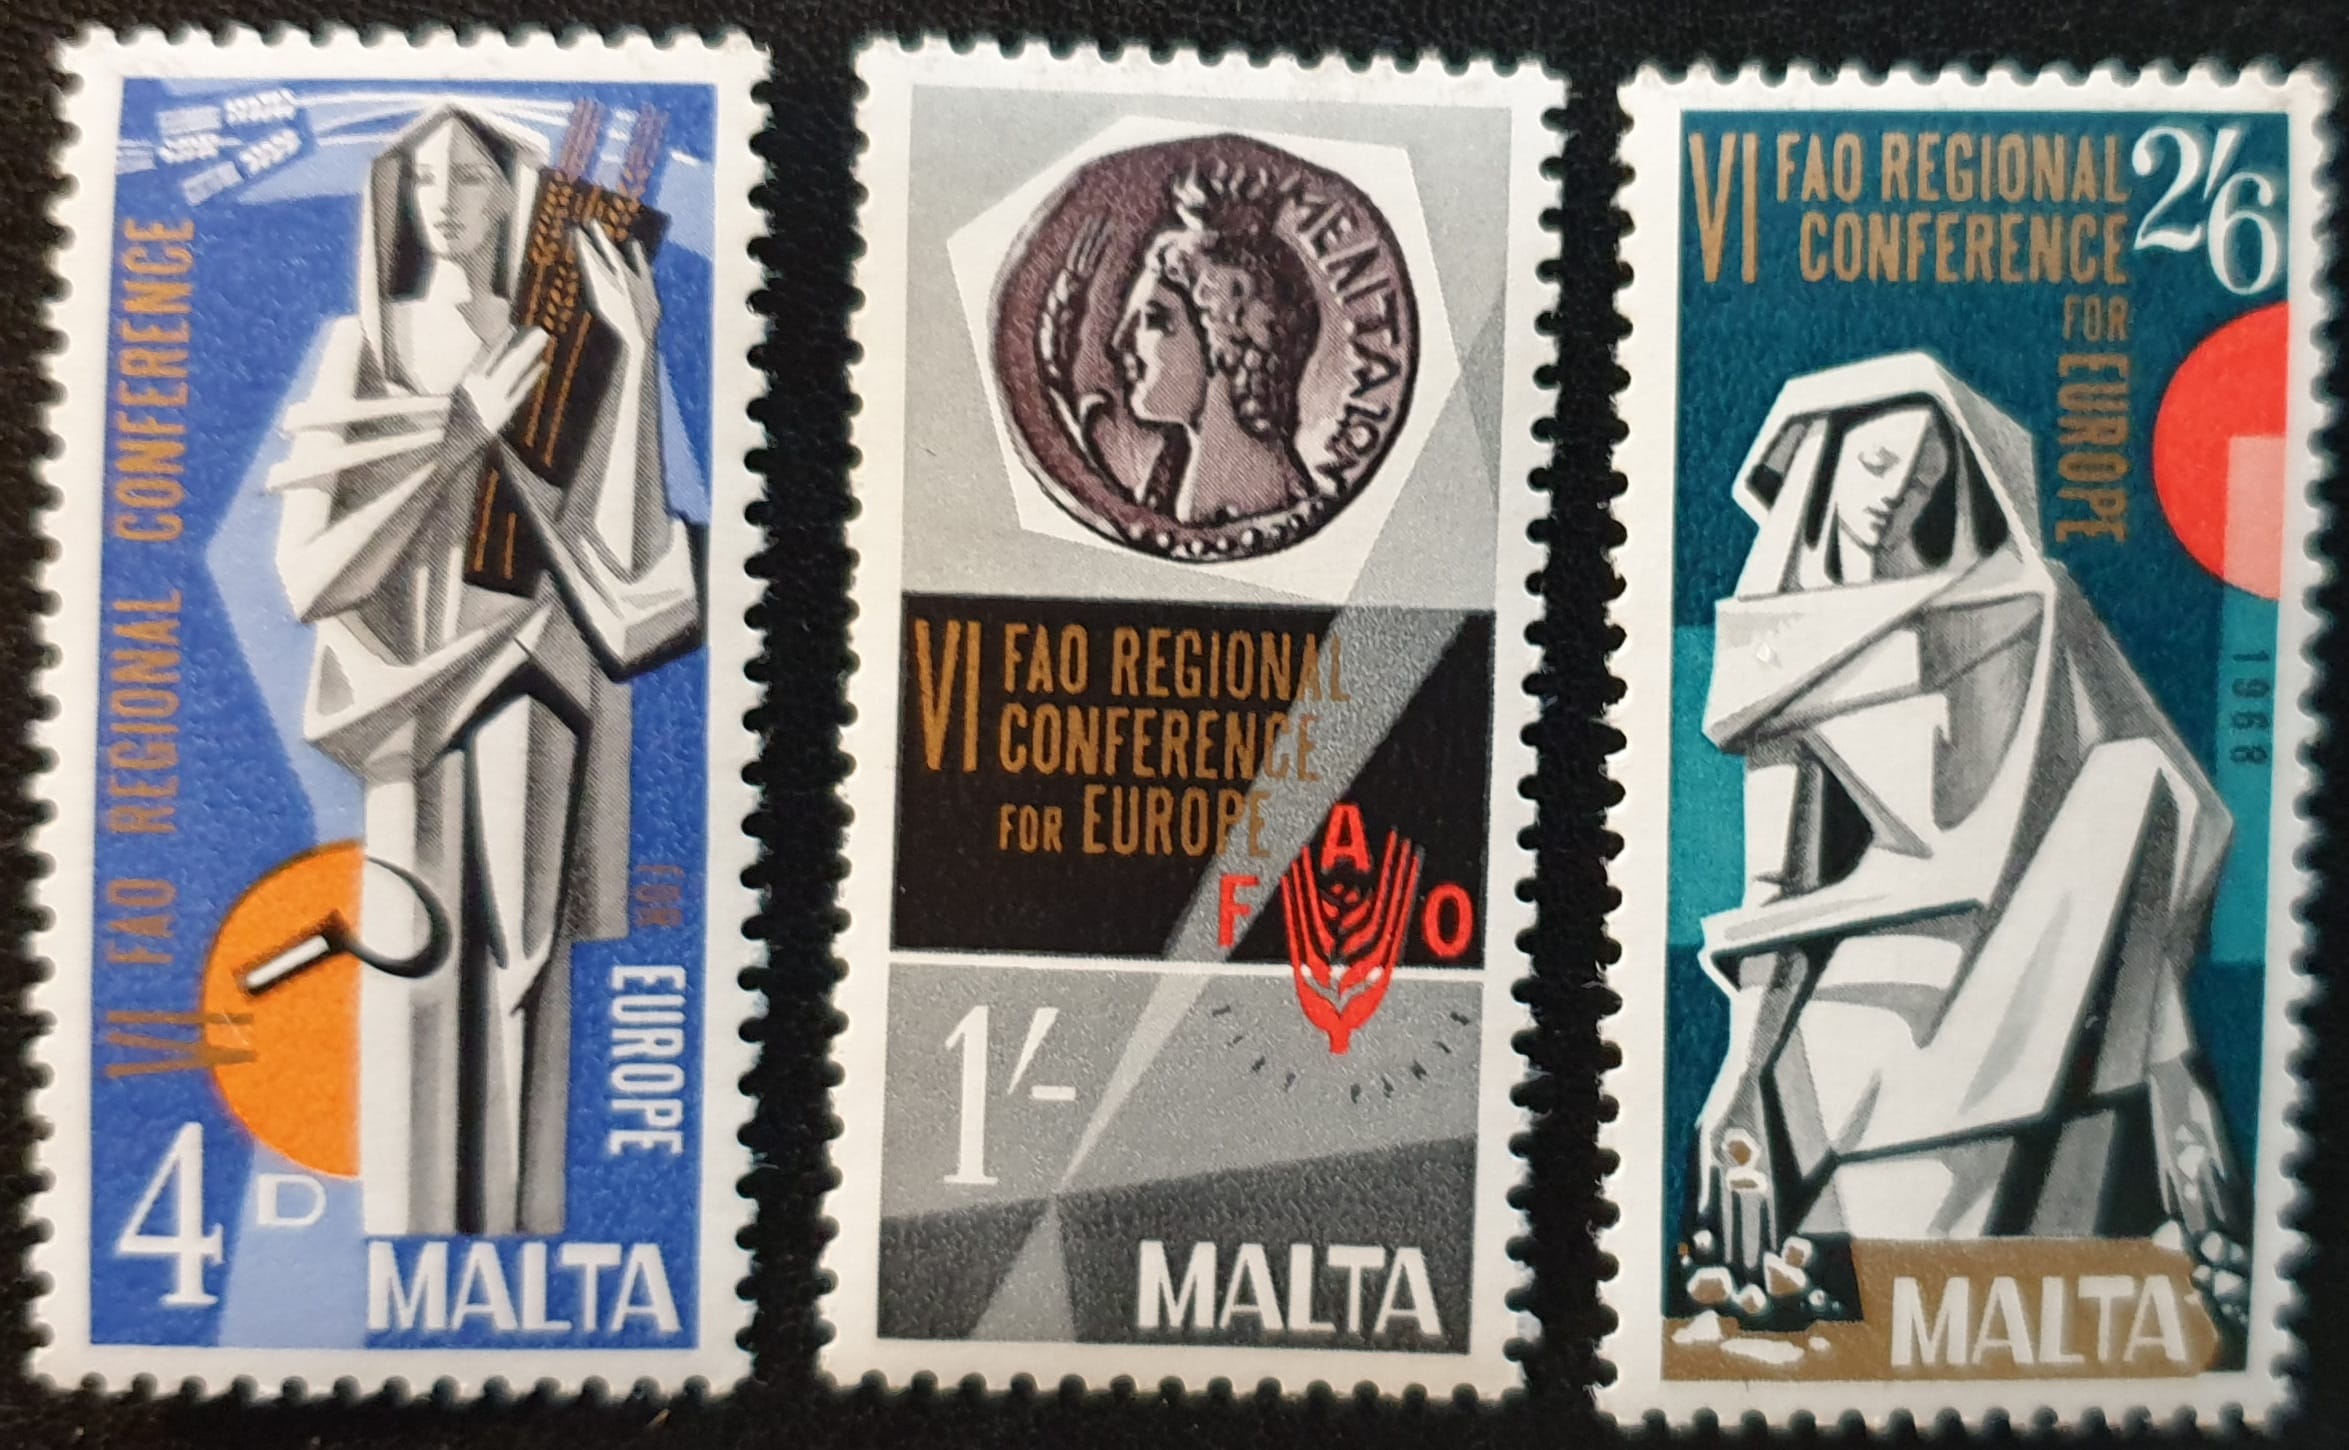 VI FAO REGIONAL CONFERENCE
FOR EUROPE
4D
MALTA
VI FAO REGIONAL
CONFERENCE
FOR EUROPE
F A O
1/-
MALTA
VI FAO REGIONAL
CONFERENCE
FOR EUROPE
2/6
1968
MALTA